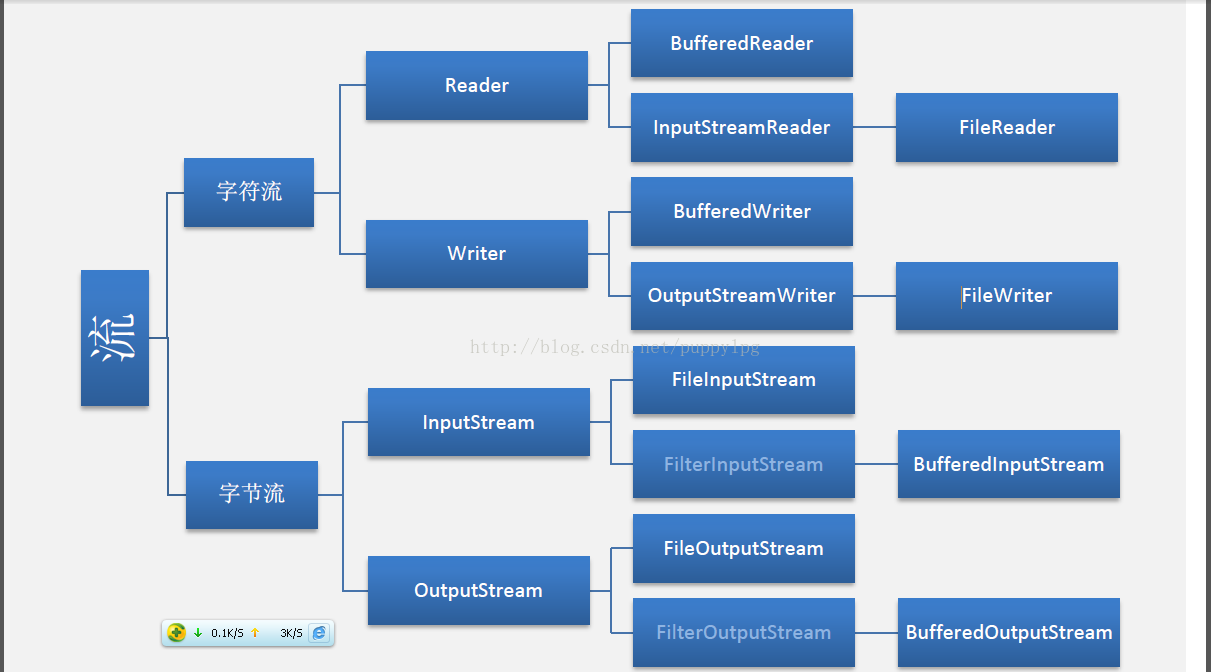 BufferedReader
Reader
InputStreamReader
FileReader
字符流
BufferedWriter
Writer
OutputStreamWriter
FileWriter
流
http://blog.csdn.net/puppylpg
FileInputStream
InputStream
FilterInputStream
BufferedInputStream
字节流
FileOutputStream
OutputStream
FilterOutputStream
BufferedOutputStream
0.1K/S
3K/S